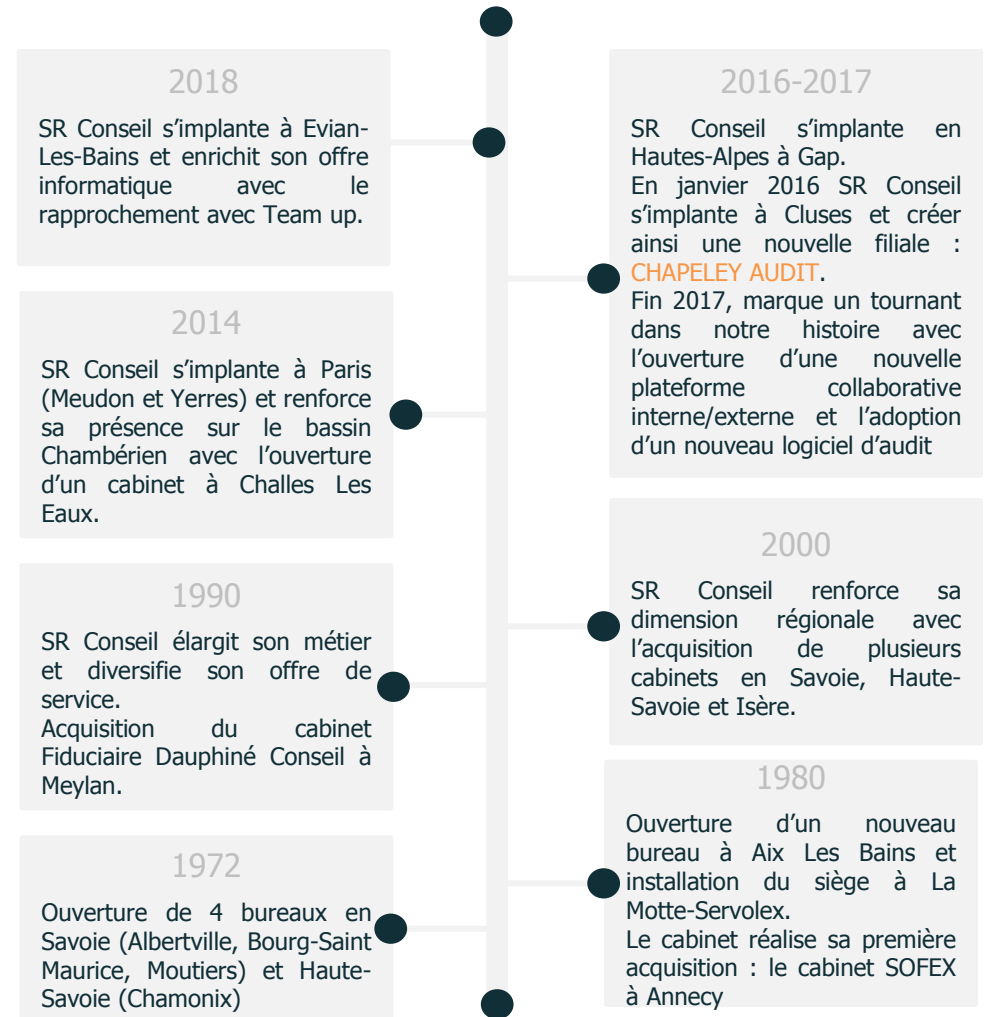 2018
SR Conseil s’implante à Evian-
Les-Bains et enrichit son offre
informatique avec le
rapprochement avec Team up.
2016-2017
SR Conseil s’implante en
Hautes-Alpes à Gap.
En janvier 2016 SR Conseil
s’implante à Cluses et créer
ainsi une nouvelle filiale :
CHAPELEY AUDIT.
Fin 2017, marque un tournant
dans notre histoire avec
l’ouverture d’une nouvelle
plateforme collaborative
interne/externe et l’adoption
d’un nouveau logiciel d’audit
2014
SR Conseil s’implante à Paris
(Meudon et Yerres) et renforce
sa présence sur le bassin
Chambérien avec l’ouverture
d’un cabinet à Challes Les
Eaux.
2000
SR Conseil renforce sa
dimension régionale avec
l’acquisition de plusieurs
cabinets en Savoie, Haute-
Savoie et Isère.
1990
SR Conseil élargit son métier
et diversifie son offre de
service.
Acquisition du cabinet
Fiduciaire Dauphiné Conseil à
Meylan.
1980
Ouverture d’un nouveau
bureau à Aix Les Bains et
installation du siège à La
Motte-Servolex.
Le cabinet réalise sa première
acquisition : le cabinet SOFEX
à Annecy
1972
Ouverture de 4 bureaux en
Savoie (Albertville, Bourg-Saint
Maurice, Moutiers) et Haute-
Savoie (Chamonix)